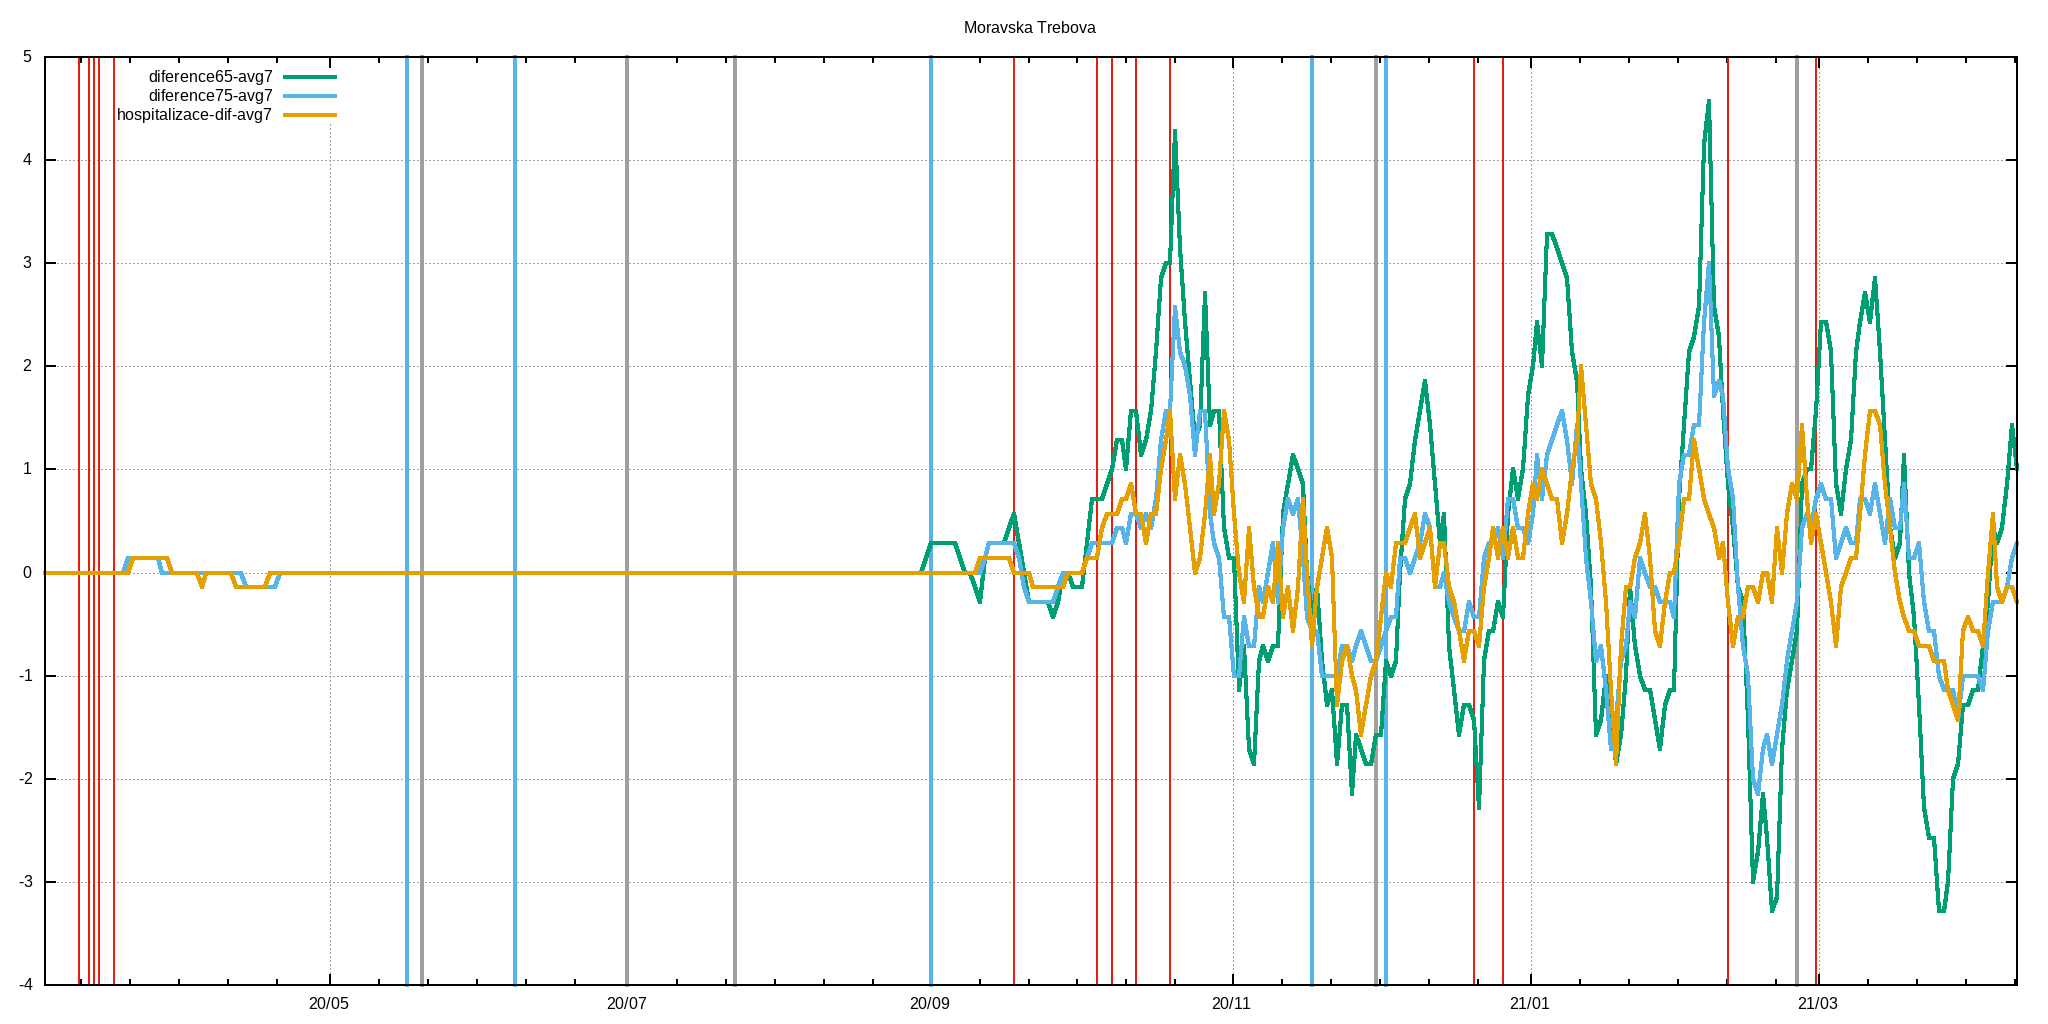 Moravska Trebova
diference65-avg7
diference75-avg7
hospitalizace-dif-avg7
5
4
3
2
1
0
-1
-2
-3
-4
20/05 20/07 20/09 20/11 21/01 21/03